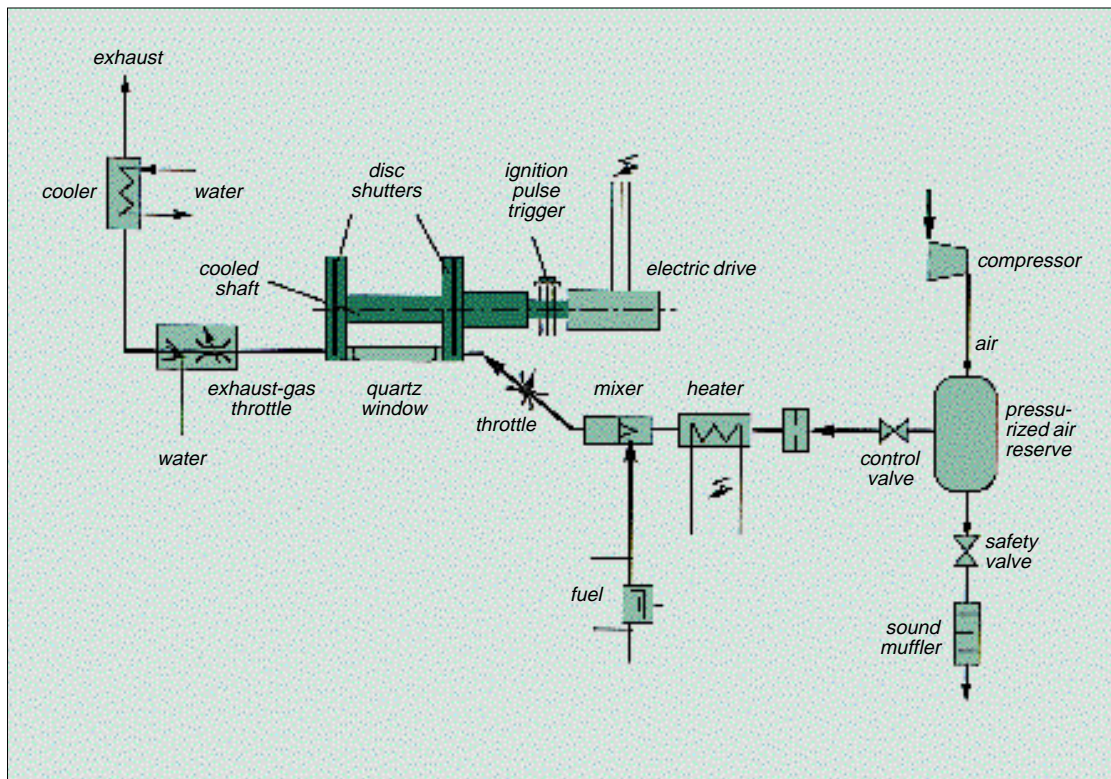 exhaust
cooler
water
disc
shutters
ignition
pulse
trigger
cooled
shaft
electric drive
compressor
air
exhaust-gas
throttle
quartz
window
throttle
mixer
heater
control
valve
pressu-
rized air
reserve
water
fuel
safety
valve
sound
muffler